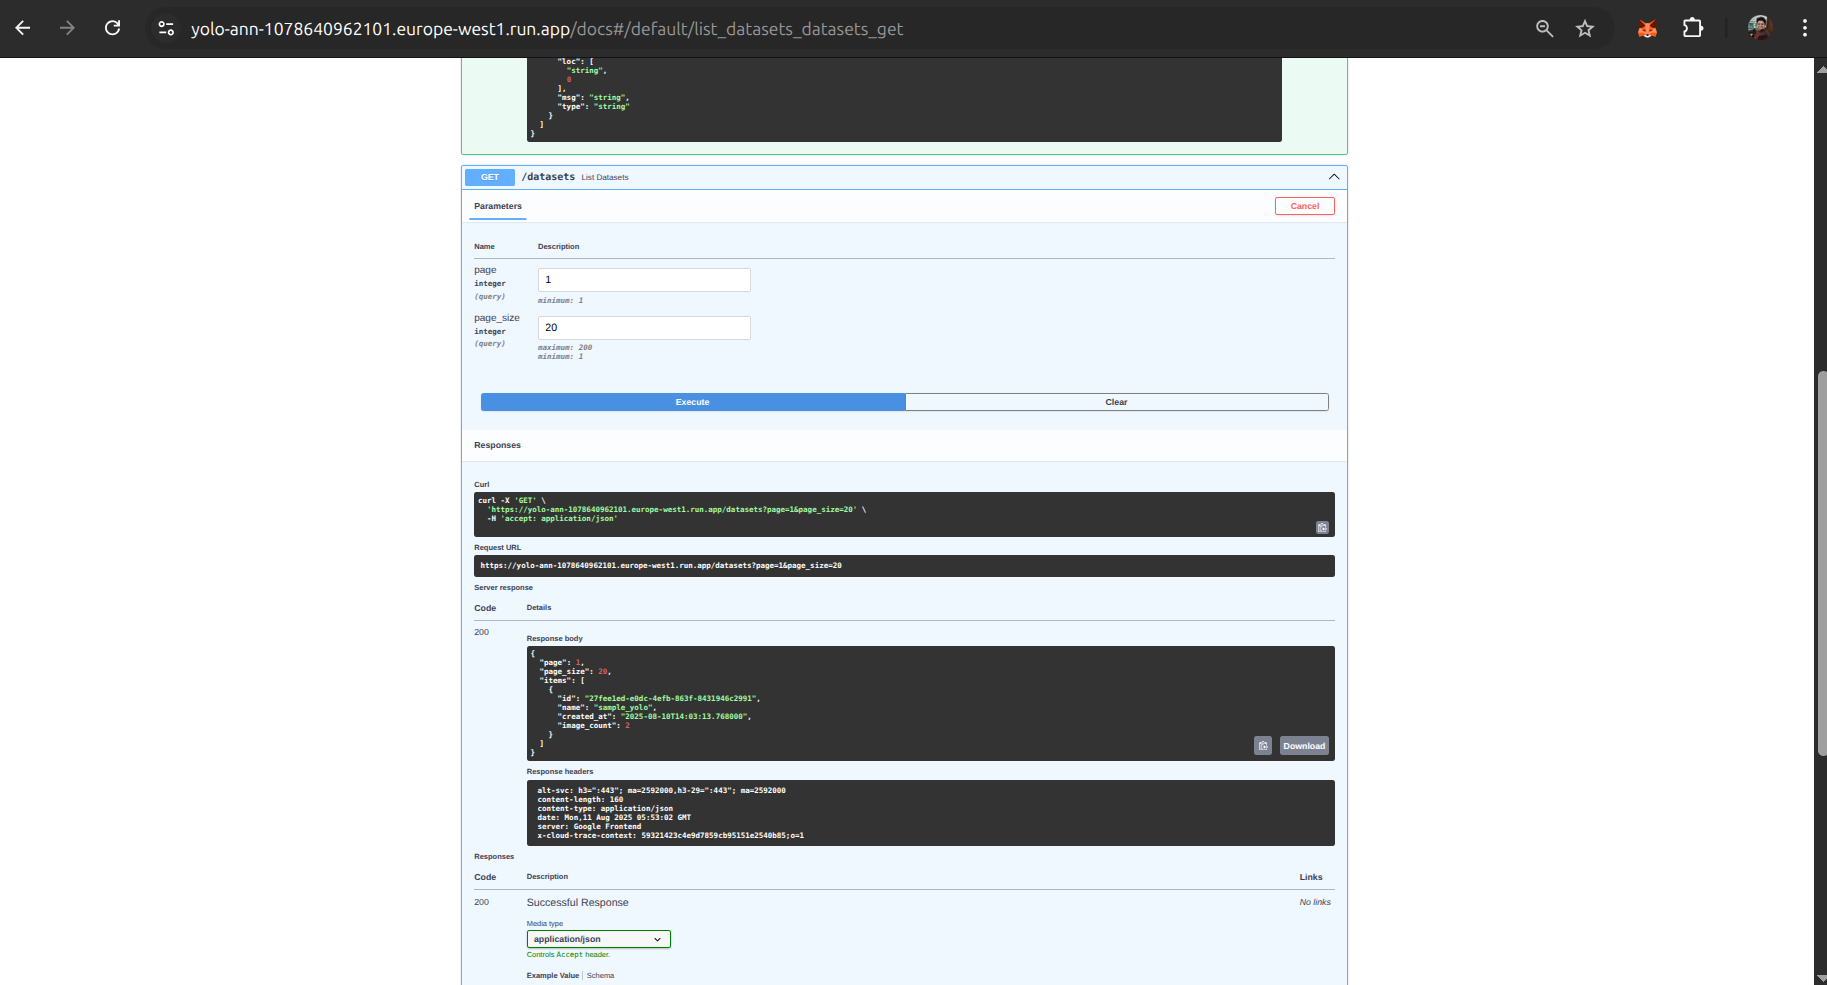 yolo-ann-1078640962101.europe-west1.run.app/docs#/default/list_datasets_datasets_get
"loc": [
"string",
0
],
"msg": "string",
"type": "string"
}
]
}
GET /datasets List Datasets
Parameters
Cancel
Name Description
page
integer
(query)
1
minimum: 1
page_size
integer
(query)
20
maximum: 200
minimum: 1
Execute Clear
Responses
Curl
curl -X 'GET' \
'https://yolo-ann-1078640962101.europe-west1.run.app/datasets?page=1&page_size=20' \
-H 'accept: application/json'
Request URL
https://yolo-ann-1078640962101.europe-west1.run.app/datasets?page=1&page_size=20
Server response
Code Details
200
Response body
{
"page": 1,
"page_size": 20,
"items": [
{
"id": "27fee1ed-e0dc-4efb-863f-8431946c2991",
"name": "sample_yolo",
"created_at": "2025-08-10T14:03:13.768000",
"image_count": 2
}
]
}
Download
Response headers
alt-svc: h3=":443"; ma=2592000,h3-29=":443"; ma=2592000
content-length: 160
content-type: application/json
date: Mon,11 Aug 2025 05:53:02 GMT
server: Google Frontend
x-cloud-trace-context: 59321423c4e9d7859cb95151e2540b85;o=1
Responses
Code Description Links
200 Successful Response No links
Media type
application/json
Controls Accept header.
Example Value Schema